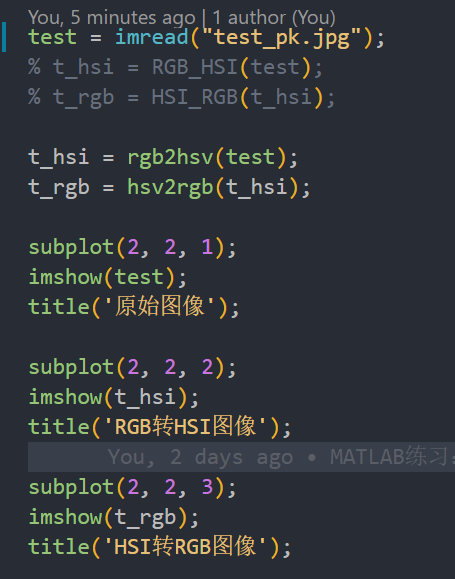 You, 5 minutes ago | 1 author (You)
test = imread("test_pk.jpg");
% t_hsi = RGB_HSI(test);
% t_rgb = HSI_RGB(t_hsi);
t_hsi = rgb2hsv(test);
t_rgb = hsv2rgb(t_hsi);
subplot(2, 2, 1);
imshow(test);
title('原始图像');
subplot(2, 2, 2);
imshow(t_hsi);
title('RGB转HSI图像');
You, 2 days ago • MATLAB练习
subplot(2, 2, 3);
imshow(t_rgb);
title('HSI转RGB图像');